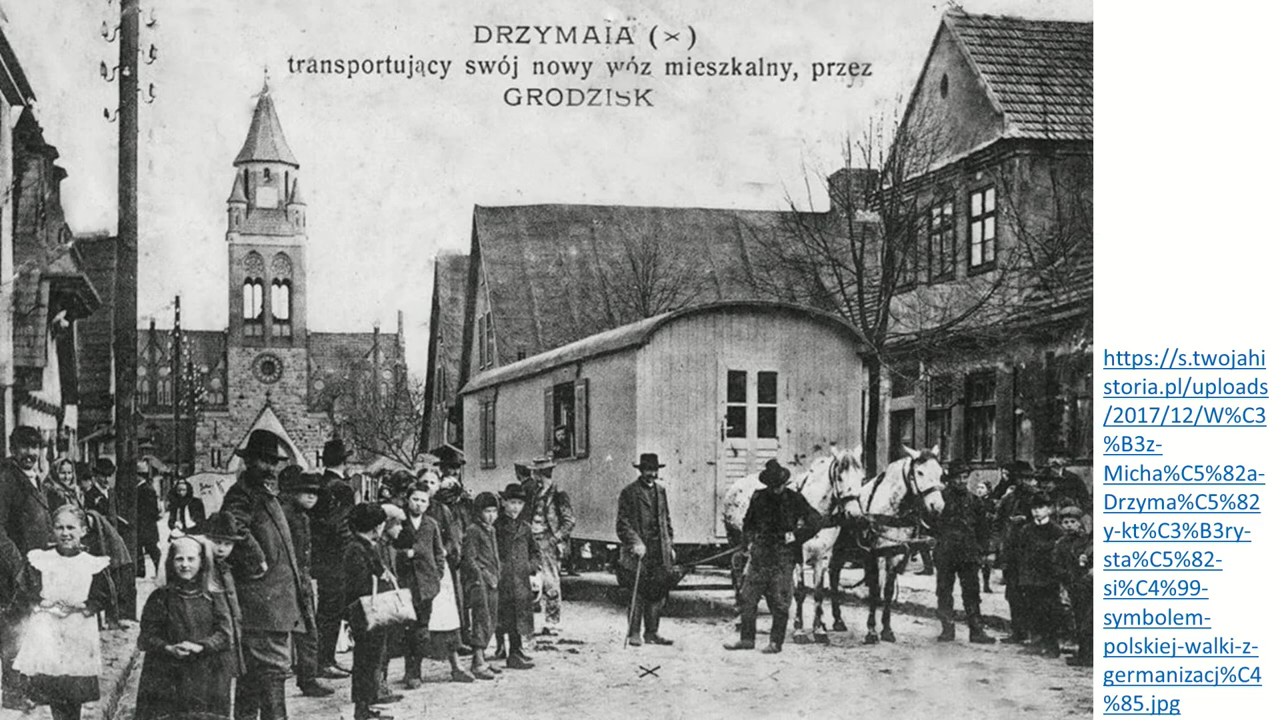 DRZYMAŁA (×)
transportujący swój nowy wóz mieszkalny, przez
GRODZISK
×
https://s.twojahi
storia.pl/uploads
/2017/12/W%C3
%B3z-
Micha%C5%82a-
Drzyma%C5%82
y-kt%C3%B3ry-
sta%C5%82-
si%C4%99-
symbolem-
polskiej-walki-z-
germanizacj%C4
%85.jpg